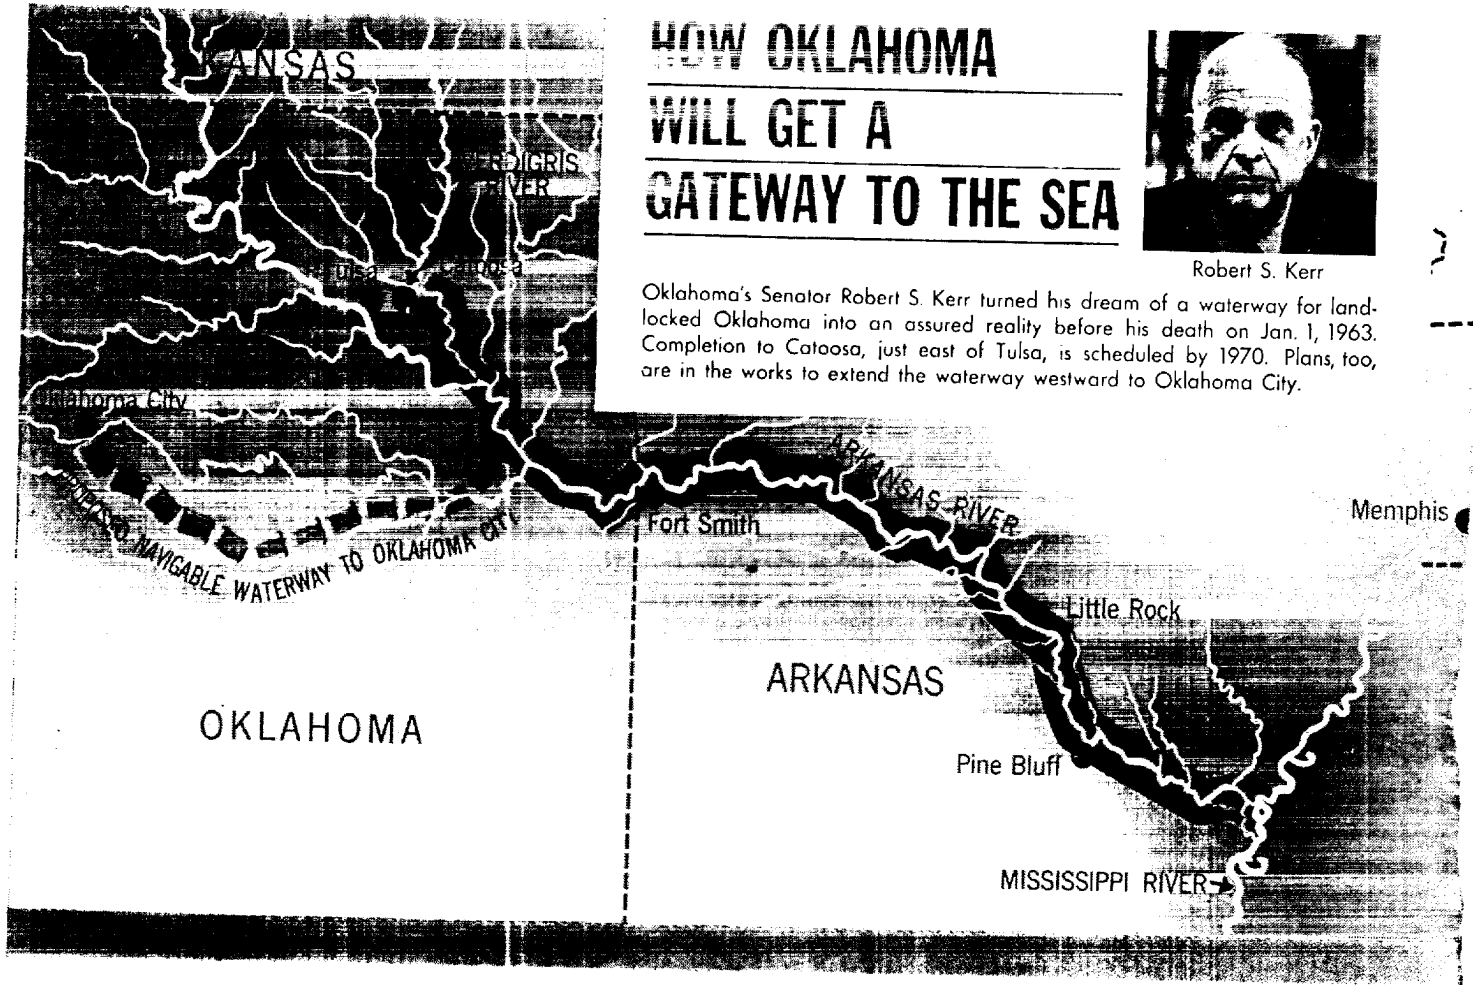 HOW OKLAHOMA
WILL GET A
GATEWAY TO THE SEA
Robert S. Kerr
Oklahoma's Senator Robert S. Kerr turned his dream of a waterway for land-
locked Oklahoma into an assured reality before his death on Jan. 1, 1963.
Completion to Catoosa, just east of Tulsa, is scheduled by 1970. Plans, too,
are in the works to extend the waterway westward to Oklahoma City.
KANSAS
VERDIGRIS
RIVER
Tulsa
Catoosa
Oklahoma City
PROPOSED NAVIGABLE WATERWAY TO OKLAHOMA CITY
ARKANSAS RIVER
Fort Smith
Memphis
Little Rock
ARKANSAS
OKLAHOMA
Pine Bluff
MISSISSIPPI RIVER